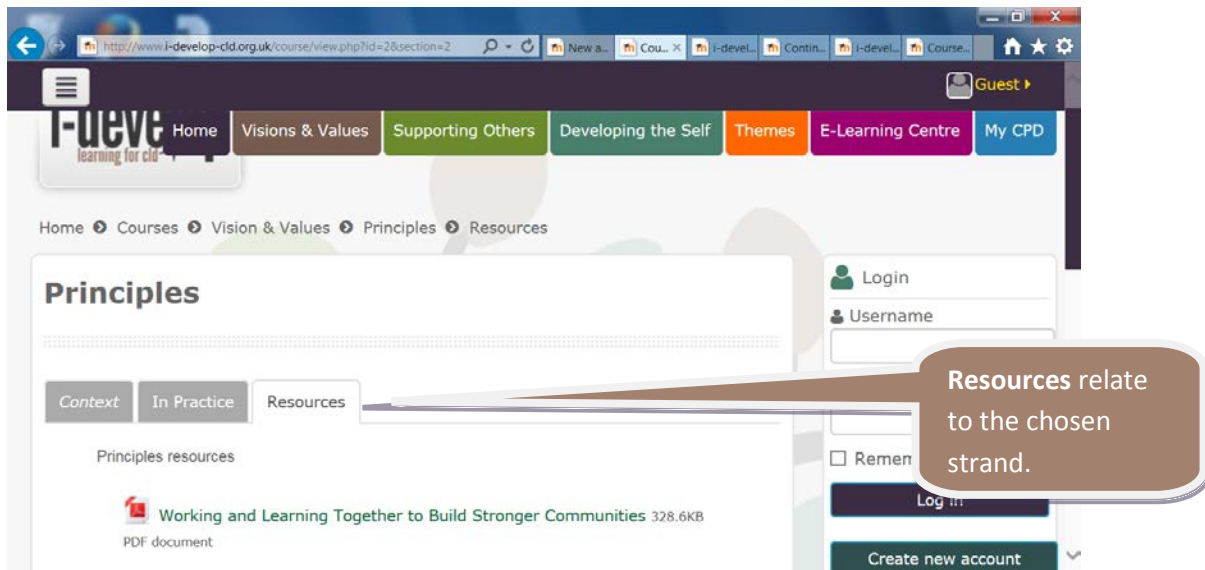 http://www.i-develop-cld.org.uk/course/view.php?id=2&section=2
New a... Cou... i-devel... Contin... i-devel... Course...
Guest
learning for cld
Home Visions & Values Supporting Others Developing the Self Themes E-Learning Centre My CPD
Home Courses Vision & Values Principles Resources
Principles
Context In Practice Resources
Principles resources
Working and Learning Together to Build Stronger Communities 328.6KB
PDF document
Login
Username
Log in
Create new account
Resources relate
to the chosen
strand.